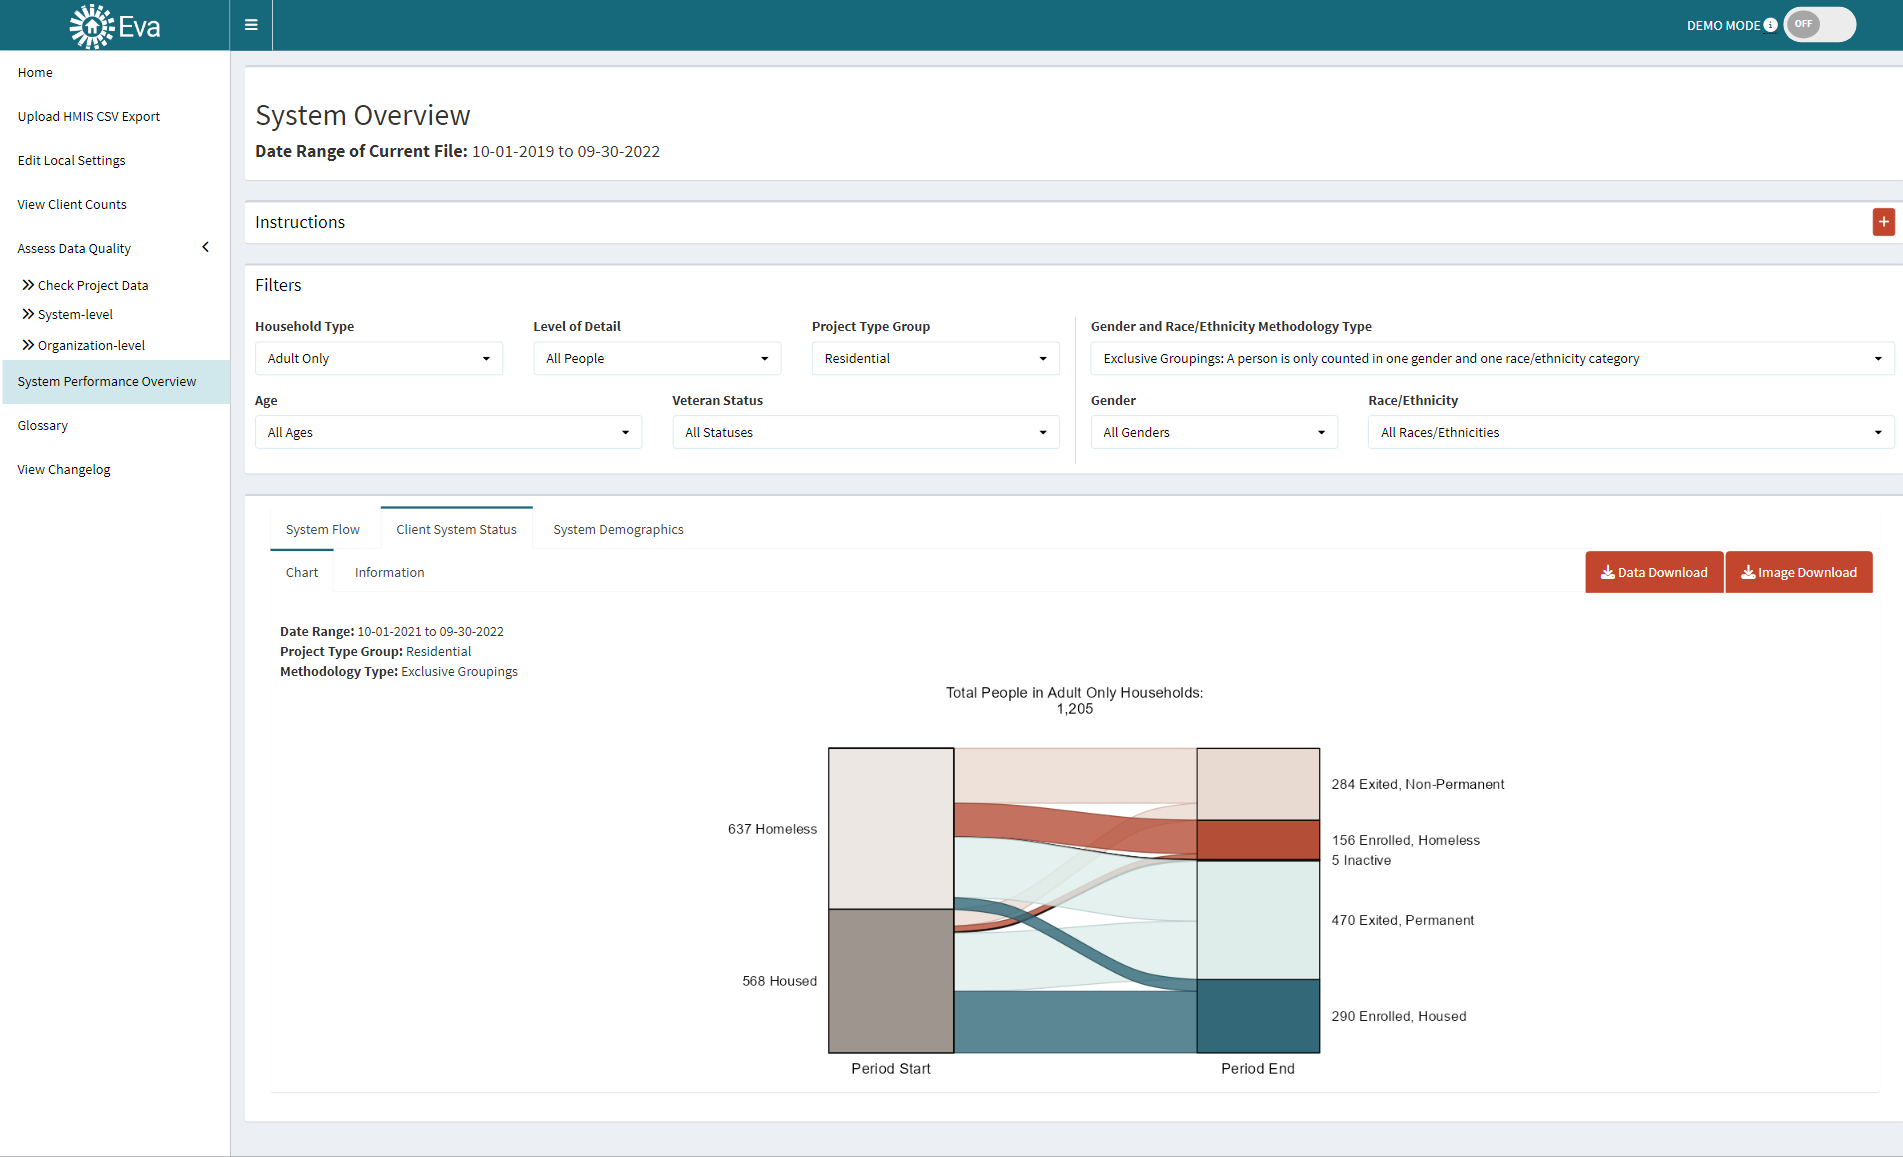 Eva
DEMO MODE
OFF
Home
Upload HMIS CSV Export
Edit Local Settings
View Client Counts
Assess Data Quality
Check Project Data
System-level
Organization-level
System Performance Overview
Glossary
View Changelog
System Overview
Date Range of Current File: 10-01-2019 to 09-30-2022
Instructions
Filters
Household Type
Level of Detail
Project Type Group
Gender and Race/Ethnicity Methodology Type
Adult Only
All People
Residential
Exclusive Groupings: A person is only counted in one gender and one race/ethnicity category
Age
Veteran Status
Gender
Race/Ethnicity
All Ages
All Statuses
All Genders
All Races/Ethnicities
System Flow
Client System Status
System Demographics
Chart
Information
Data Download
Image Download
Date Range: 10-01-2021 to 09-30-2022
Project Type Group: Residential
Methodology Type: Exclusive Groupings
Total People in Adult Only Households:
1,205
637 Homeless
568 Housed
284 Exited, Non-Permanent
156 Enrolled, Homeless
5 Inactive
470 Exited, Permanent
290 Enrolled, Housed
Period Start
Period End